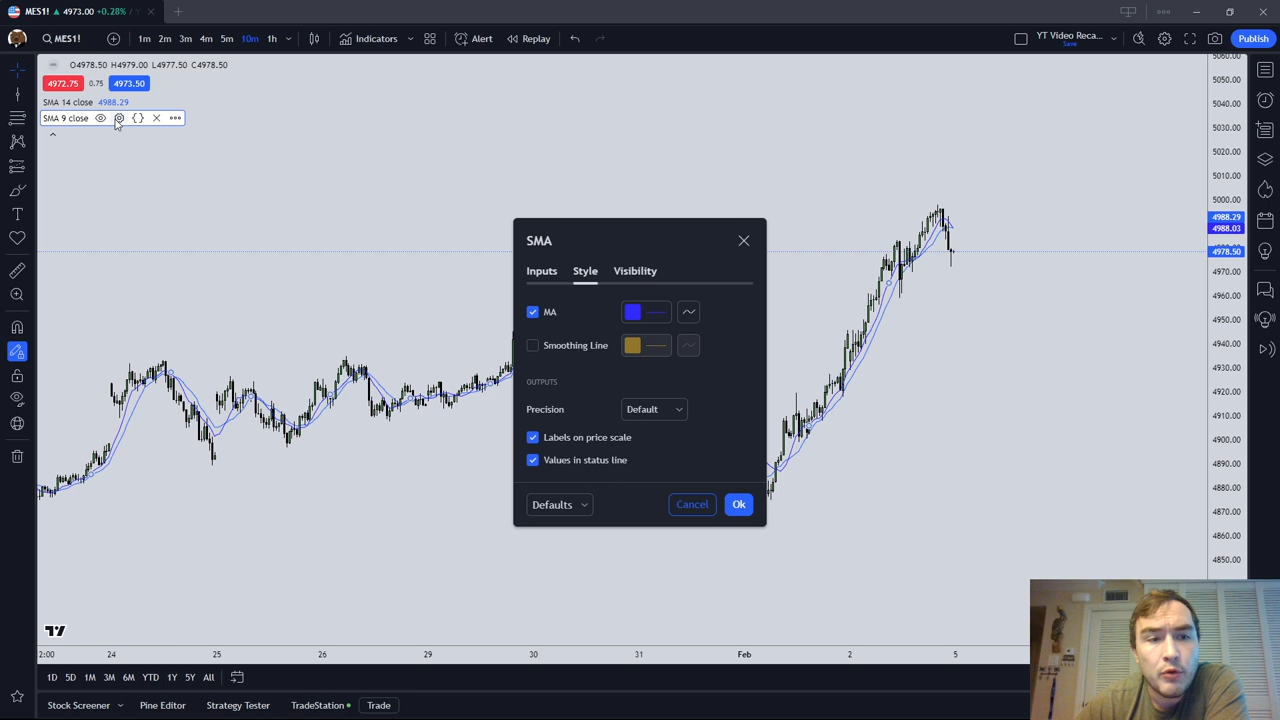 MES1! 4973.00 +0.28%
MES1!
1m 2m 3m 4m 5m 10m 1h
Indicators
Alert
Replay
YT Video Reca...
Save
Publish
O4978.50 H4979.00 L4977.50 C4978.50
4972.75 0.75 4973.50
SMA 14 close 4988.29
SMA 9 close
SMA
Inputs Style Visibility
MA
Smoothing Line
OUTPUTS
Precision Default
Labels on price scale
Values in status line
Defaults Cancel Ok
5060.00
5050.00
5040.00
5030.00
5020.00
5010.00
5000.00
4988.29
4988.03
4978.50
4970.00
4960.00
4950.00
4940.00
4930.00
4920.00
4910.00
4900.00
4890.00
4880.00
4870.00
4860.00
4850.00
2:00 24 25 26 29 30 31 Feb 2 5
1D 5D 1M 3M 6M YTD 1Y 5Y All
Stock Screener Pine Editor Strategy Tester TradeStation Trade